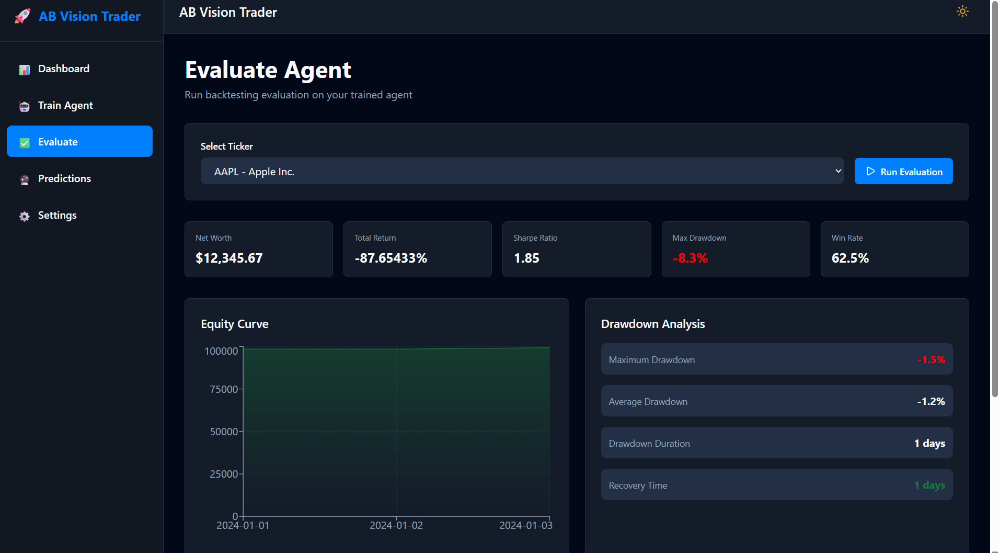 AB Vision Trader
AB Vision Trader
Dashboard
Train Agent
Evaluate
Predictions
Settings
Evaluate Agent
Run backtesting evaluation on your trained agent
Select Ticker
AAPL - Apple Inc.
Run Evaluation
Net Worth
$12,345.67
Total Return
-87.65433%
Sharpe Ratio
1.85
Max Drawdown
-8.3%
Win Rate
62.5%
Equity Curve
100000
75000
50000
25000
0
2024-01-01
2024-01-02
2024-01-03
Drawdown Analysis
Maximum Drawdown
-1.5%
Average Drawdown
-1.2%
Drawdown Duration
1 days
Recovery Time
1 days